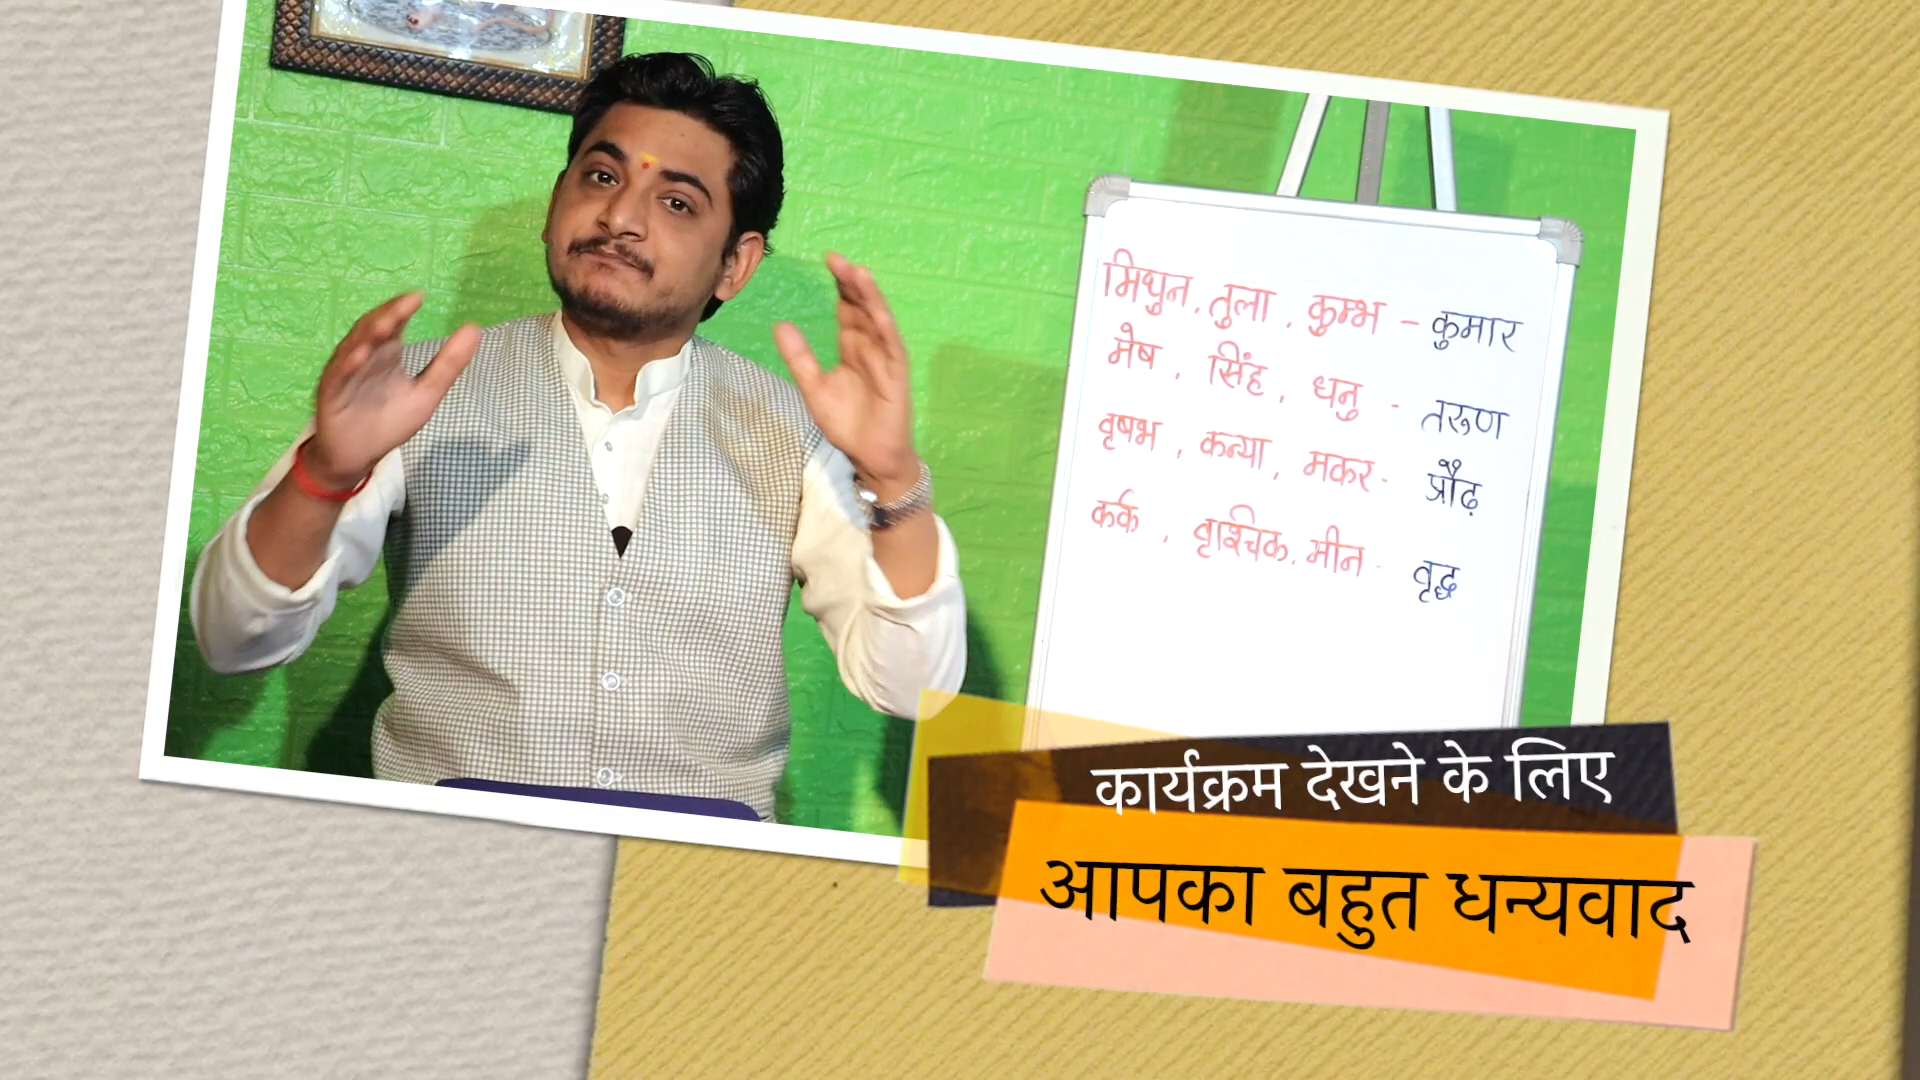 मिथुन, तुला, कुम्भ - कुमार
मेष, सिंह, धनु - तरुण
वृषभ, कन्या, मकर - प्रौढ़
कर्क, वृश्चिक, मीन - वृद्ध
कार्यक्रम देखने के लिए
आपका बहुत धन्यवाद